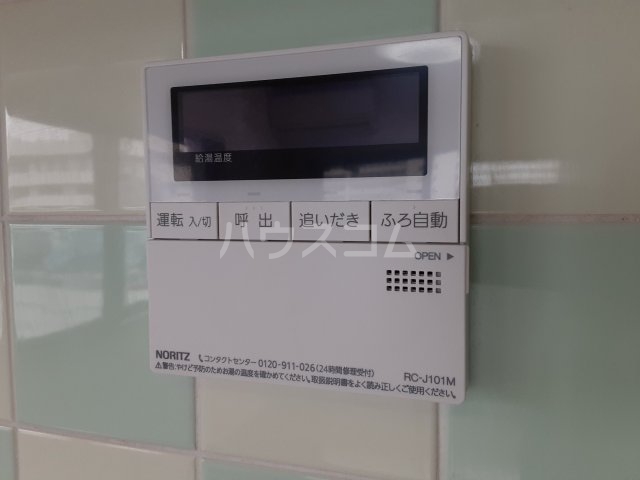 給湯温度
運転 入/切 呼出 追いだき ふろ自動
ハウスコム
OPEN ▶
NORITZ コンタクトセンター 0120-911-026(24時間修理受付)
RC-J101M
⚠警告:やけど予防のためお湯の温度を確かめてください。取扱説明書をよく読み正しくご使用ください。